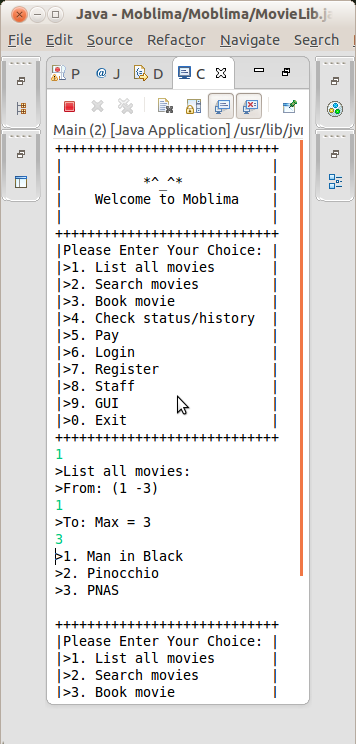 Java - Moblima/Moblima/MovieLib.ja
File Edit Source Refactor Navigate Search
P @ J D C
Main (2) [Java Application] /usr/lib/jv
++++++++++++++++++++++++++++
| |
| *^_^* |
| Welcome to Moblima |
| |
++++++++++++++++++++++++++++
|Please Enter Your Choice: |
|>1. List all movies |
|>2. Search movies |
|>3. Book movie |
|>4. Check status/history |
|>5. Pay |
|>6. Login |
|>7. Register |
|>8. Staff |
|>9. GUI |
|>0. Exit |
++++++++++++++++++++++++++++
1
>List all movies:
>From: (1 -3)
1
>To: Max = 3
3
>1. Man in Black
>2. Pinocchio
>3. PNAS
++++++++++++++++++++++++++++
|Please Enter Your Choice: |
|>1. List all movies |
|>2. Search movies |
|>3. Book movie |